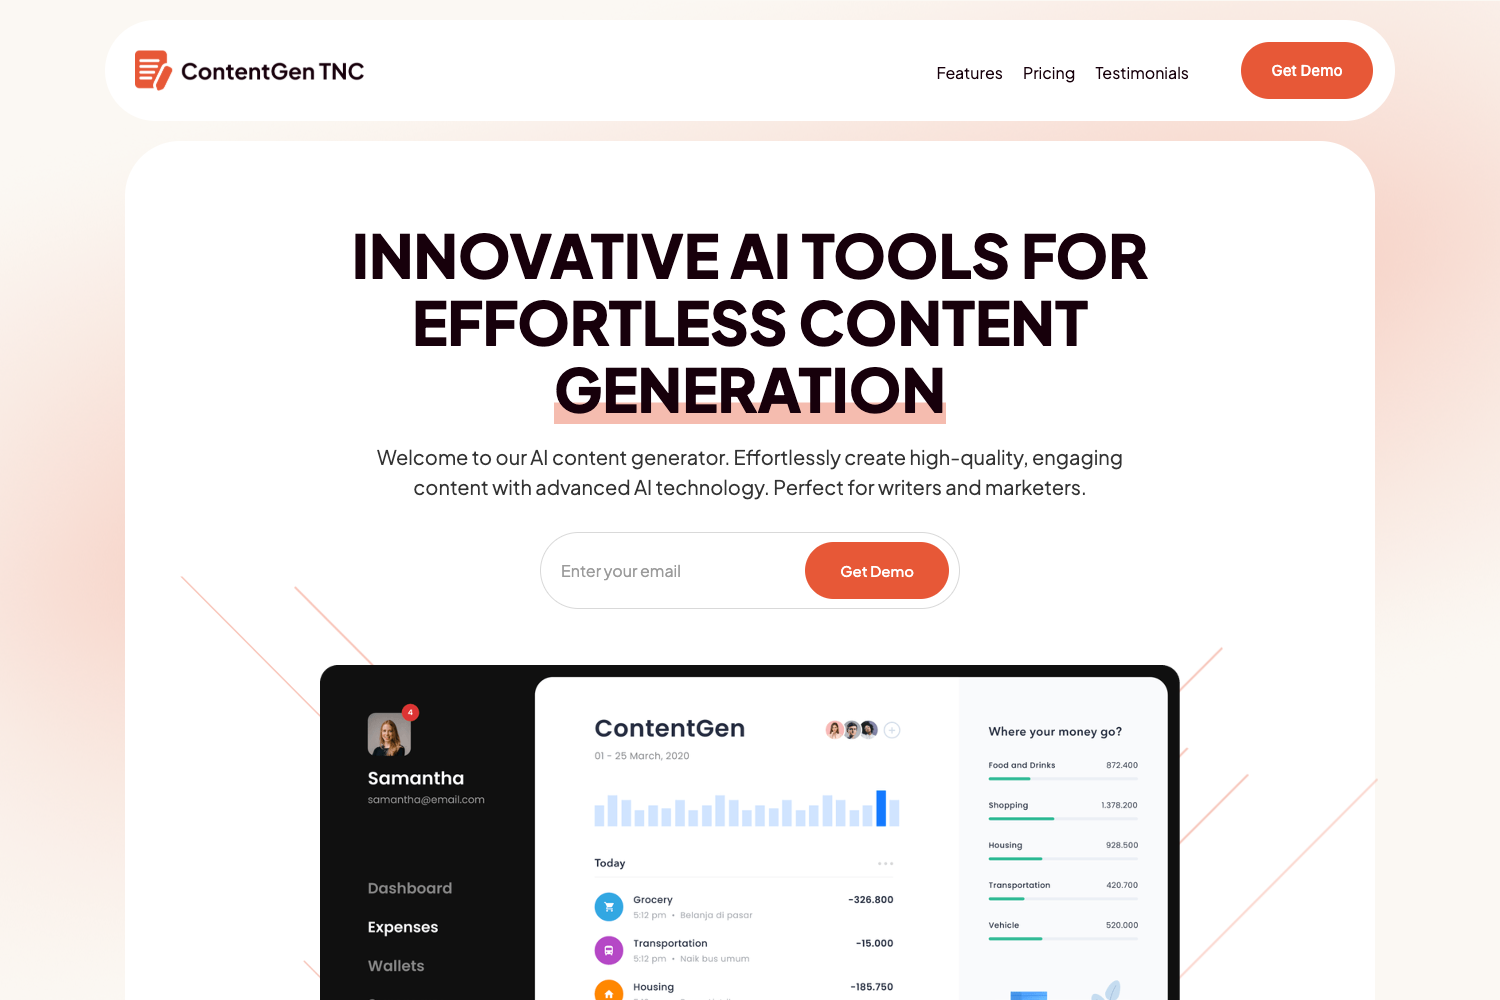 ContentGen TNC
Features Pricing Testimonials
Get Demo
INNOVATIVE AI TOOLS FOR
EFFORTLESS CONTENT
GENERATION
Welcome to our AI content generator. Effortlessly create high-quality, engaging
content with advanced AI technology. Perfect for writers and marketers.
Enter your email
Get Demo
4
Samantha
samantha@email.com
Dashboard
Expenses
Wallets
ContentGen
01 - 25 March, 2020
Today
Grocery -326.800
5:12 pm • Belanja di pasar
Transportation -15.000
5:12 pm • Naik bus umum
Housing -185.750
Where your money go?
Food and Drinks 872.400
Shopping 1.378.200
Housing 928.500
Transportation 420.700
Vehicle 520.000